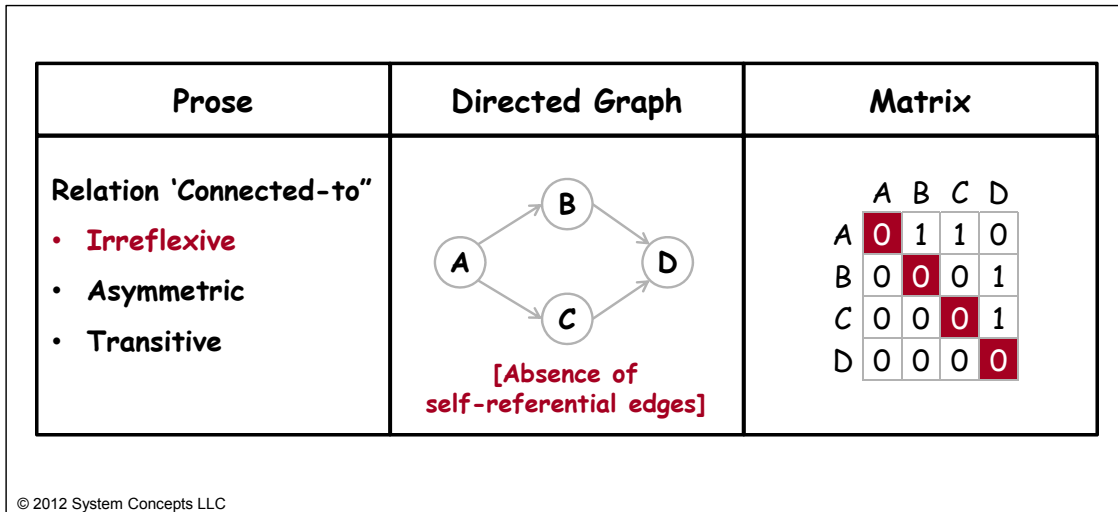 Prose
Directed Graph
Matrix
Relation ‘Connected-to”
• Irreflexive
• Asymmetric
• Transitive
B
A
D
C
[Absence of
self-referential edges]
A B C D
A 0 1 1 0
B 0 0 0 1
C 0 0 0 1
D 0 0 0 0
© 2012 System Concepts LLC